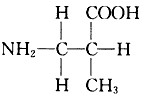 H COOH
NH₂—C—C—H
H CH₃